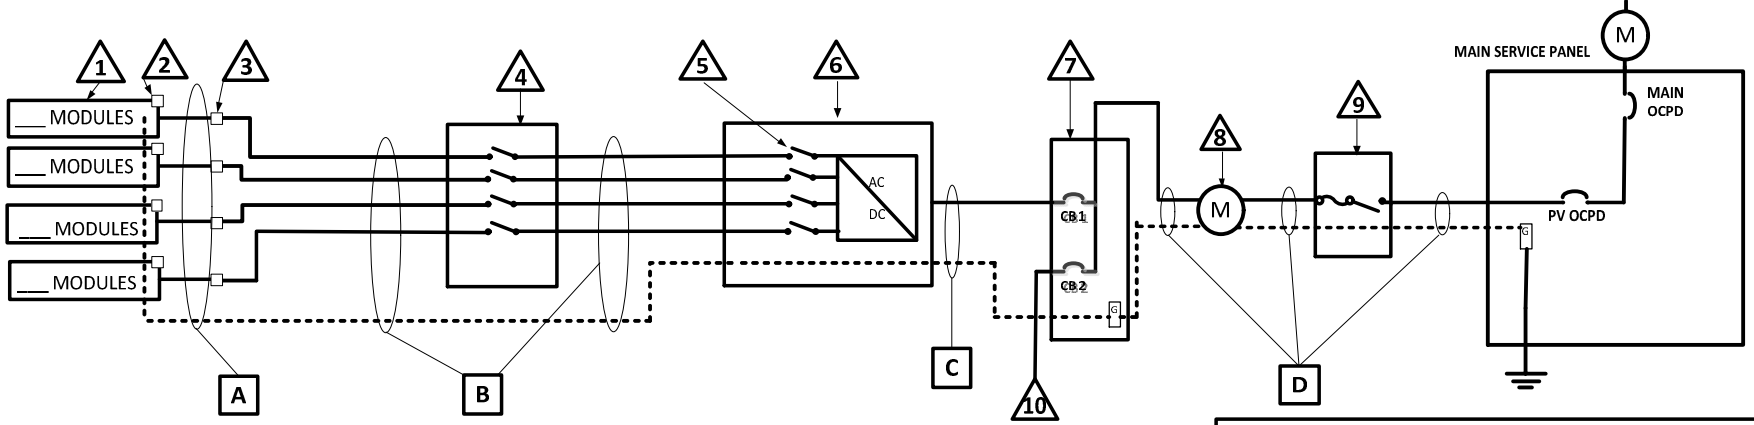 1
2
3
4
5
6
7
8
9
10
___ MODULES
___ MODULES
___ MODULES
___ MODULES
AC
DC
CB1
CB2
G
M
M
MAIN SERVICE PANEL
MAIN
OCPD
PV OCPD
G
A
B
C
D